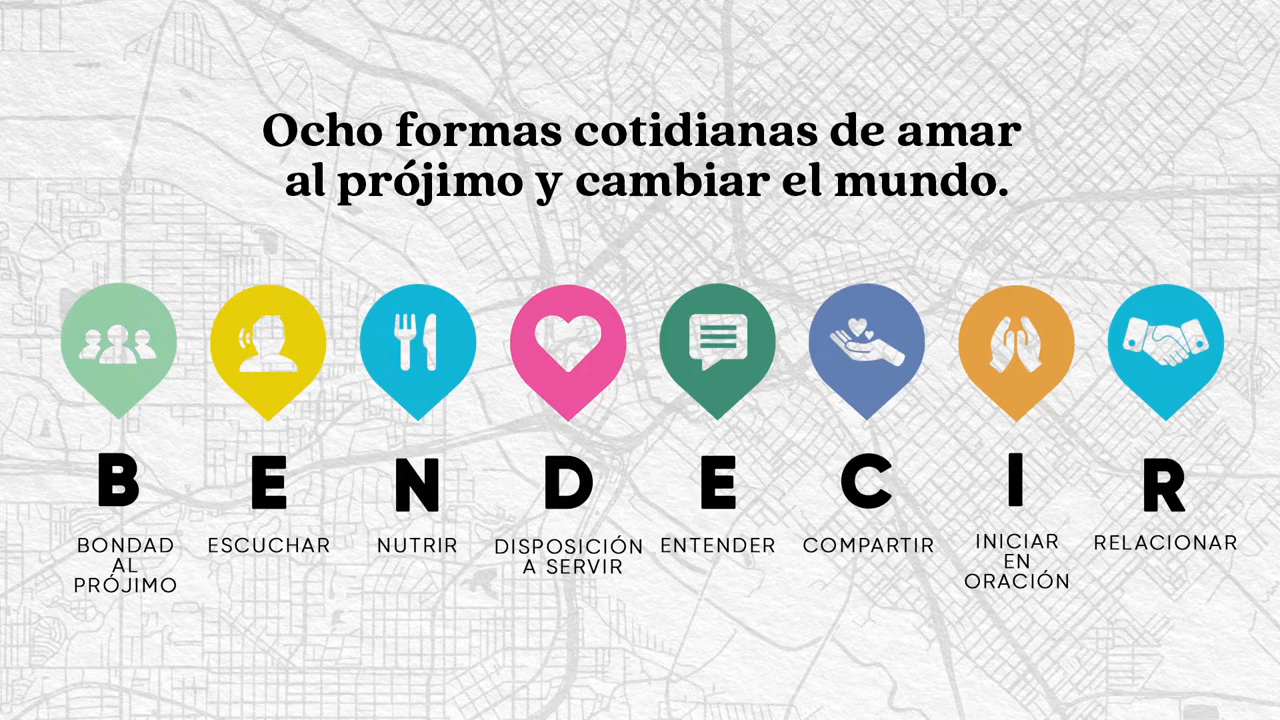 Ocho formas cotidianas de amar
al prójimo y cambiar el mundo.
B E N D E C I R
BONDAD
AL
PRÓJIMO
ESCUCHAR
NUTRIR
DISPOSICIÓN
A SERVIR
ENTENDER
COMPARTIR
INICIAR
EN
ORACIÓN
RELACIONAR